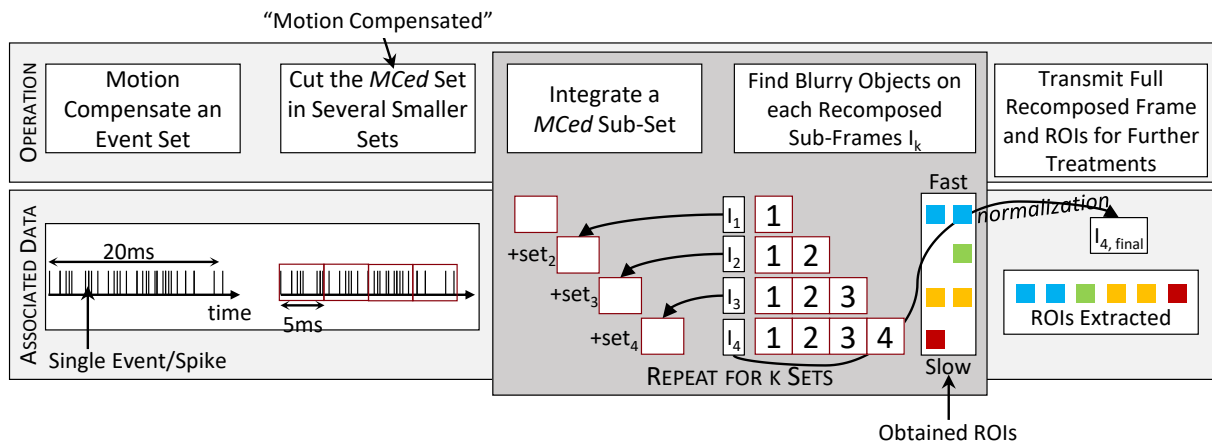 “Motion Compensated”
OPERATION
Motion
Compensate an
Event Set
Cut the MCed Set
in Several Smaller
Sets
Integrate a
MCed Sub-Set
Find Blurry Objects on
each Recomposed
Sub-Frames Ik
Transmit Full
Recomposed Frame
and ROIs for Further
Treatments
ASSOCIATED DATA
20ms
time
Single Event/Spike
5ms
+set2
+set3
+set4
I1 1
I2 1 2
I3 1 2 3
I4 1 2 3 4
REPEAT FOR K SETS
Fast
Slow
Obtained ROIs
normalization
I4, final
ROIs Extracted